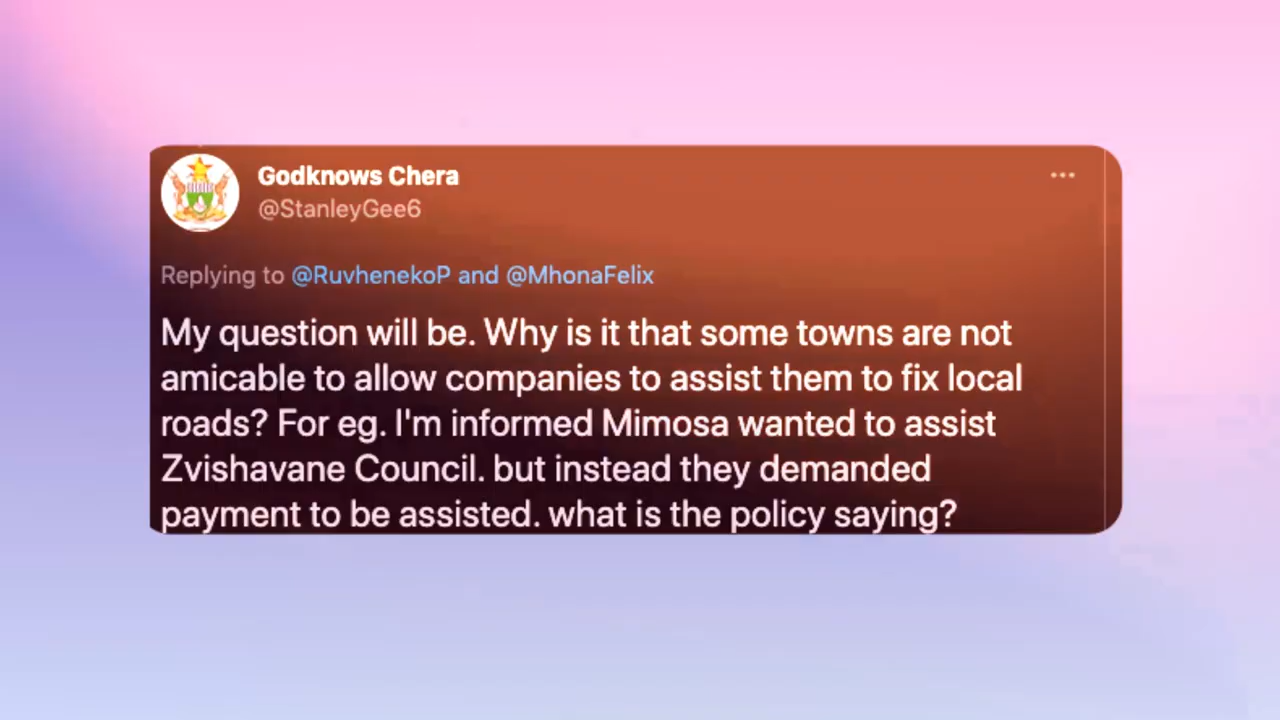 Godknows Chera
@StanleyGee6
Replying to @RuvhenekoP and @MhonaFelix
My question will be. Why is it that some towns are not
amicable to allow companies to assist them to fix local
roads? For eg. I'm informed Mimosa wanted to assist
Zvishavane Council. but instead they demanded
payment to be assisted. what is the policy saying?